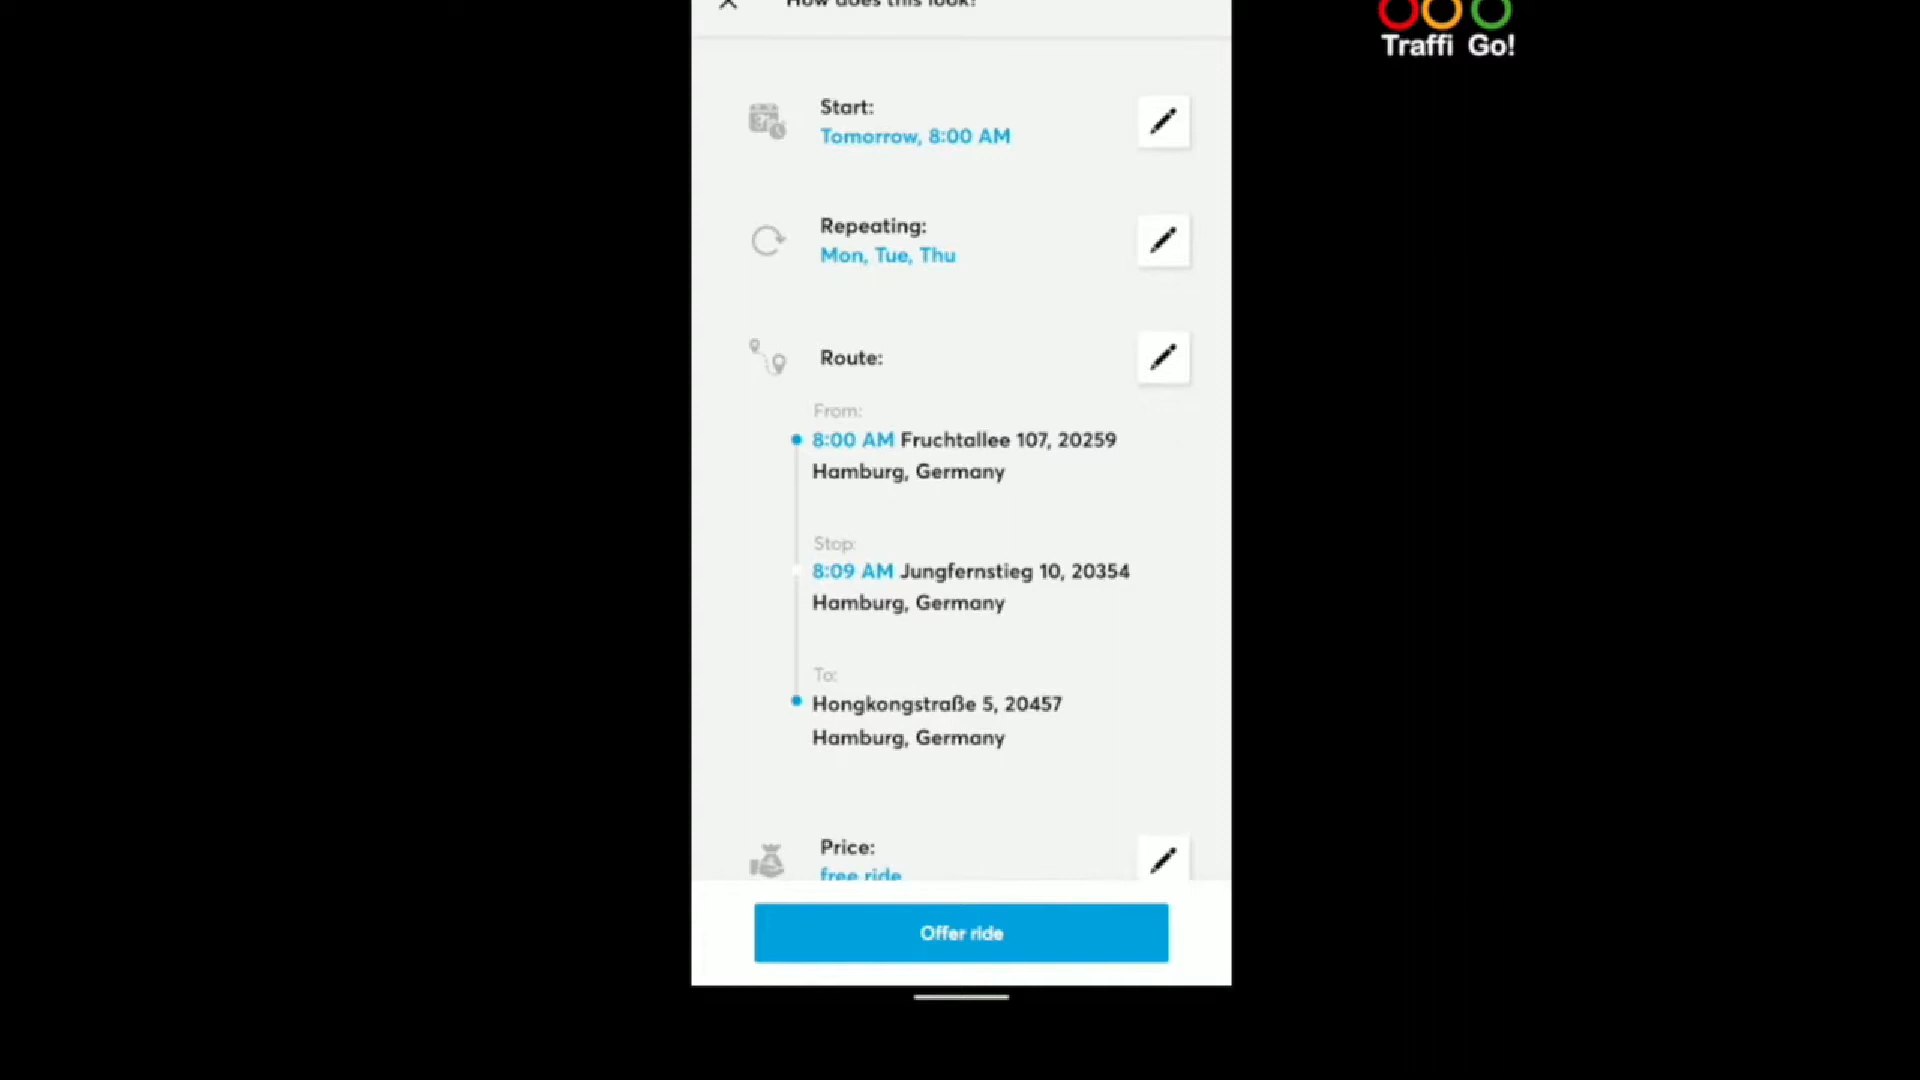 How does this look?
Traffi Go!
Start:
Tomorrow, 8:00 AM
Repeating:
Mon, Tue, Thu
Route:
From:
8:00 AM Fruchtallee 107, 20259
Hamburg, Germany
Stop:
8:09 AM Jungfernstieg 10, 20354
Hamburg, Germany
To:
Hongkongstraße 5, 20457
Hamburg, Germany
Price:
free ride
Offer ride